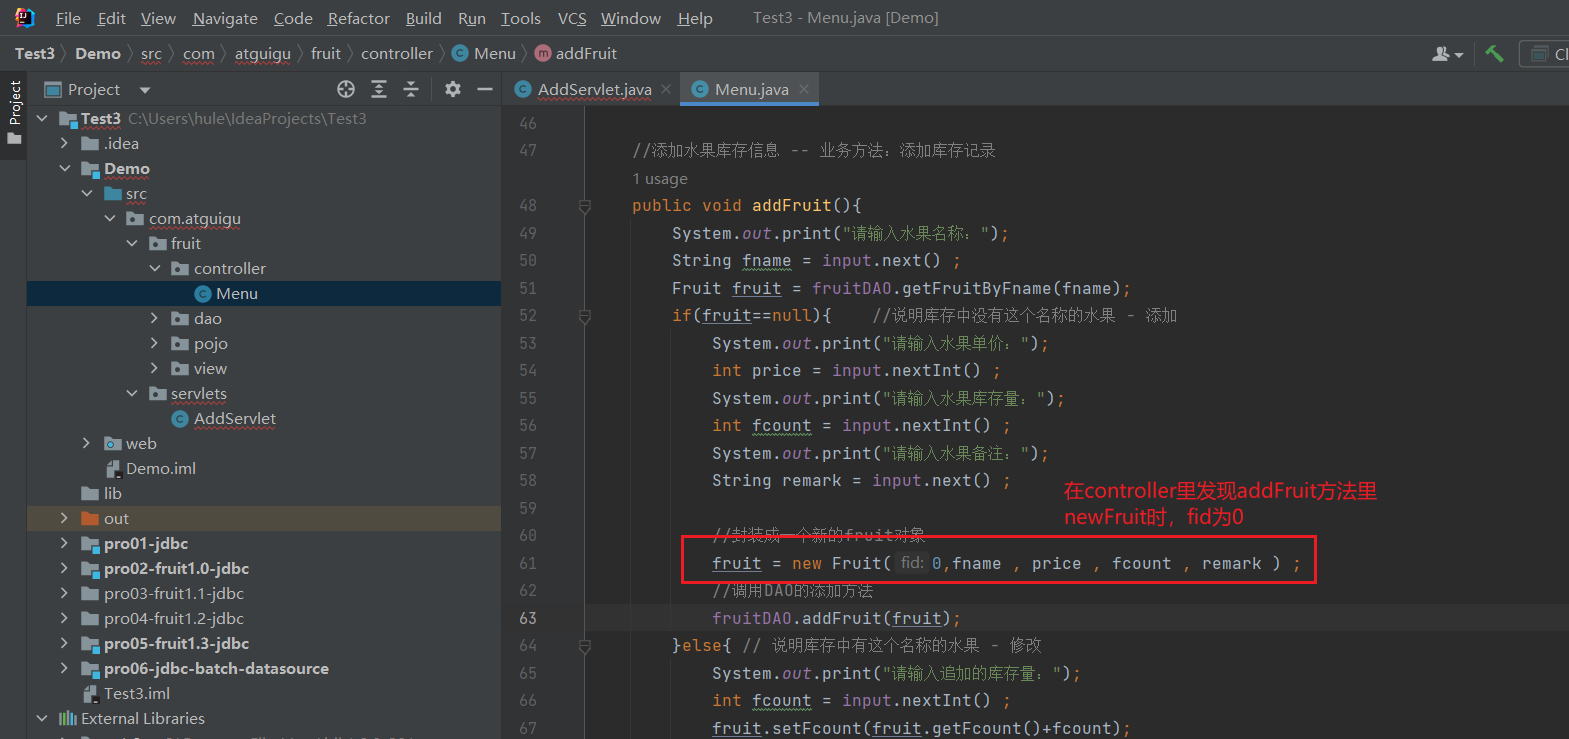 File Edit View Navigate Code Refactor Build Run Tools VCS Window Help Test3 - Menu.java [Demo]
Test3 Demo src com atguigu fruit controller Menu addFruit
Project
Project
AddServlet.java Menu.java
Test3 C:\Users\hule\IdeaProjects\Test3
.idea
Demo
src
com.atguigu
fruit
controller
Menu
dao
pojo
view
servlets
AddServlet
web
Demo.iml
lib
out
pro01-jdbc
pro02-fruit1.0-jdbc
pro03-fruit1.1-jdbc
pro04-fruit1.2-jdbc
pro05-fruit1.3-jdbc
pro06-jdbc-batch-datasource
Test3.iml
External Libraries
46
47 //添加水果库存信息 -- 业务方法：添加库存记录
1 usage
48 public void addFruit(){
49 System.out.print("请输入水果名称：");
50 String fname = input.next() ;
51 Fruit fruit = fruitDAO.getFruitByFname(fname);
52 if(fruit==null){ //说明库存中没有这个名称的水果 - 添加
53 System.out.print("请输入水果单价：");
54 int price = input.nextInt() ;
55 System.out.print("请输入水果库存量：");
56 int fcount = input.nextInt() ;
57 System.out.print("请输入水果备注：");
58 String remark = input.next() ;
59
在controller里发现addFruit方法里
newFruit时，fid为0
60 //封装成一个新的fruit对象
61 fruit = new Fruit( fid: 0,fname , price , fcount , remark ) ;
62 //调用DAO的添加方法
63 fruitDAO.addFruit(fruit);
64 }else{ // 说明库存中有这个名称的水果 - 修改
65 System.out.print("请输入追加的库存量：");
66 int fcount = input.nextInt() ;
67 fruit.setFcount(fruit.getFcount()+fcount);